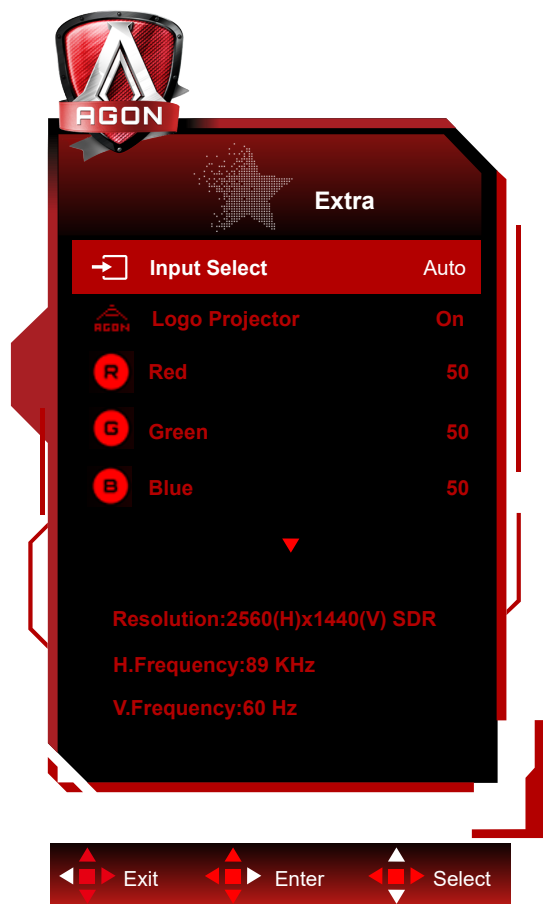 AGON
Extra
Input Select Auto
AGON Logo Projector On
R Red 50
G Green 50
B Blue 50
Resolution:2560(H)x1440(V) SDR
H.Frequency:89 KHz
V.Frequency:60 Hz
Exit Enter Select